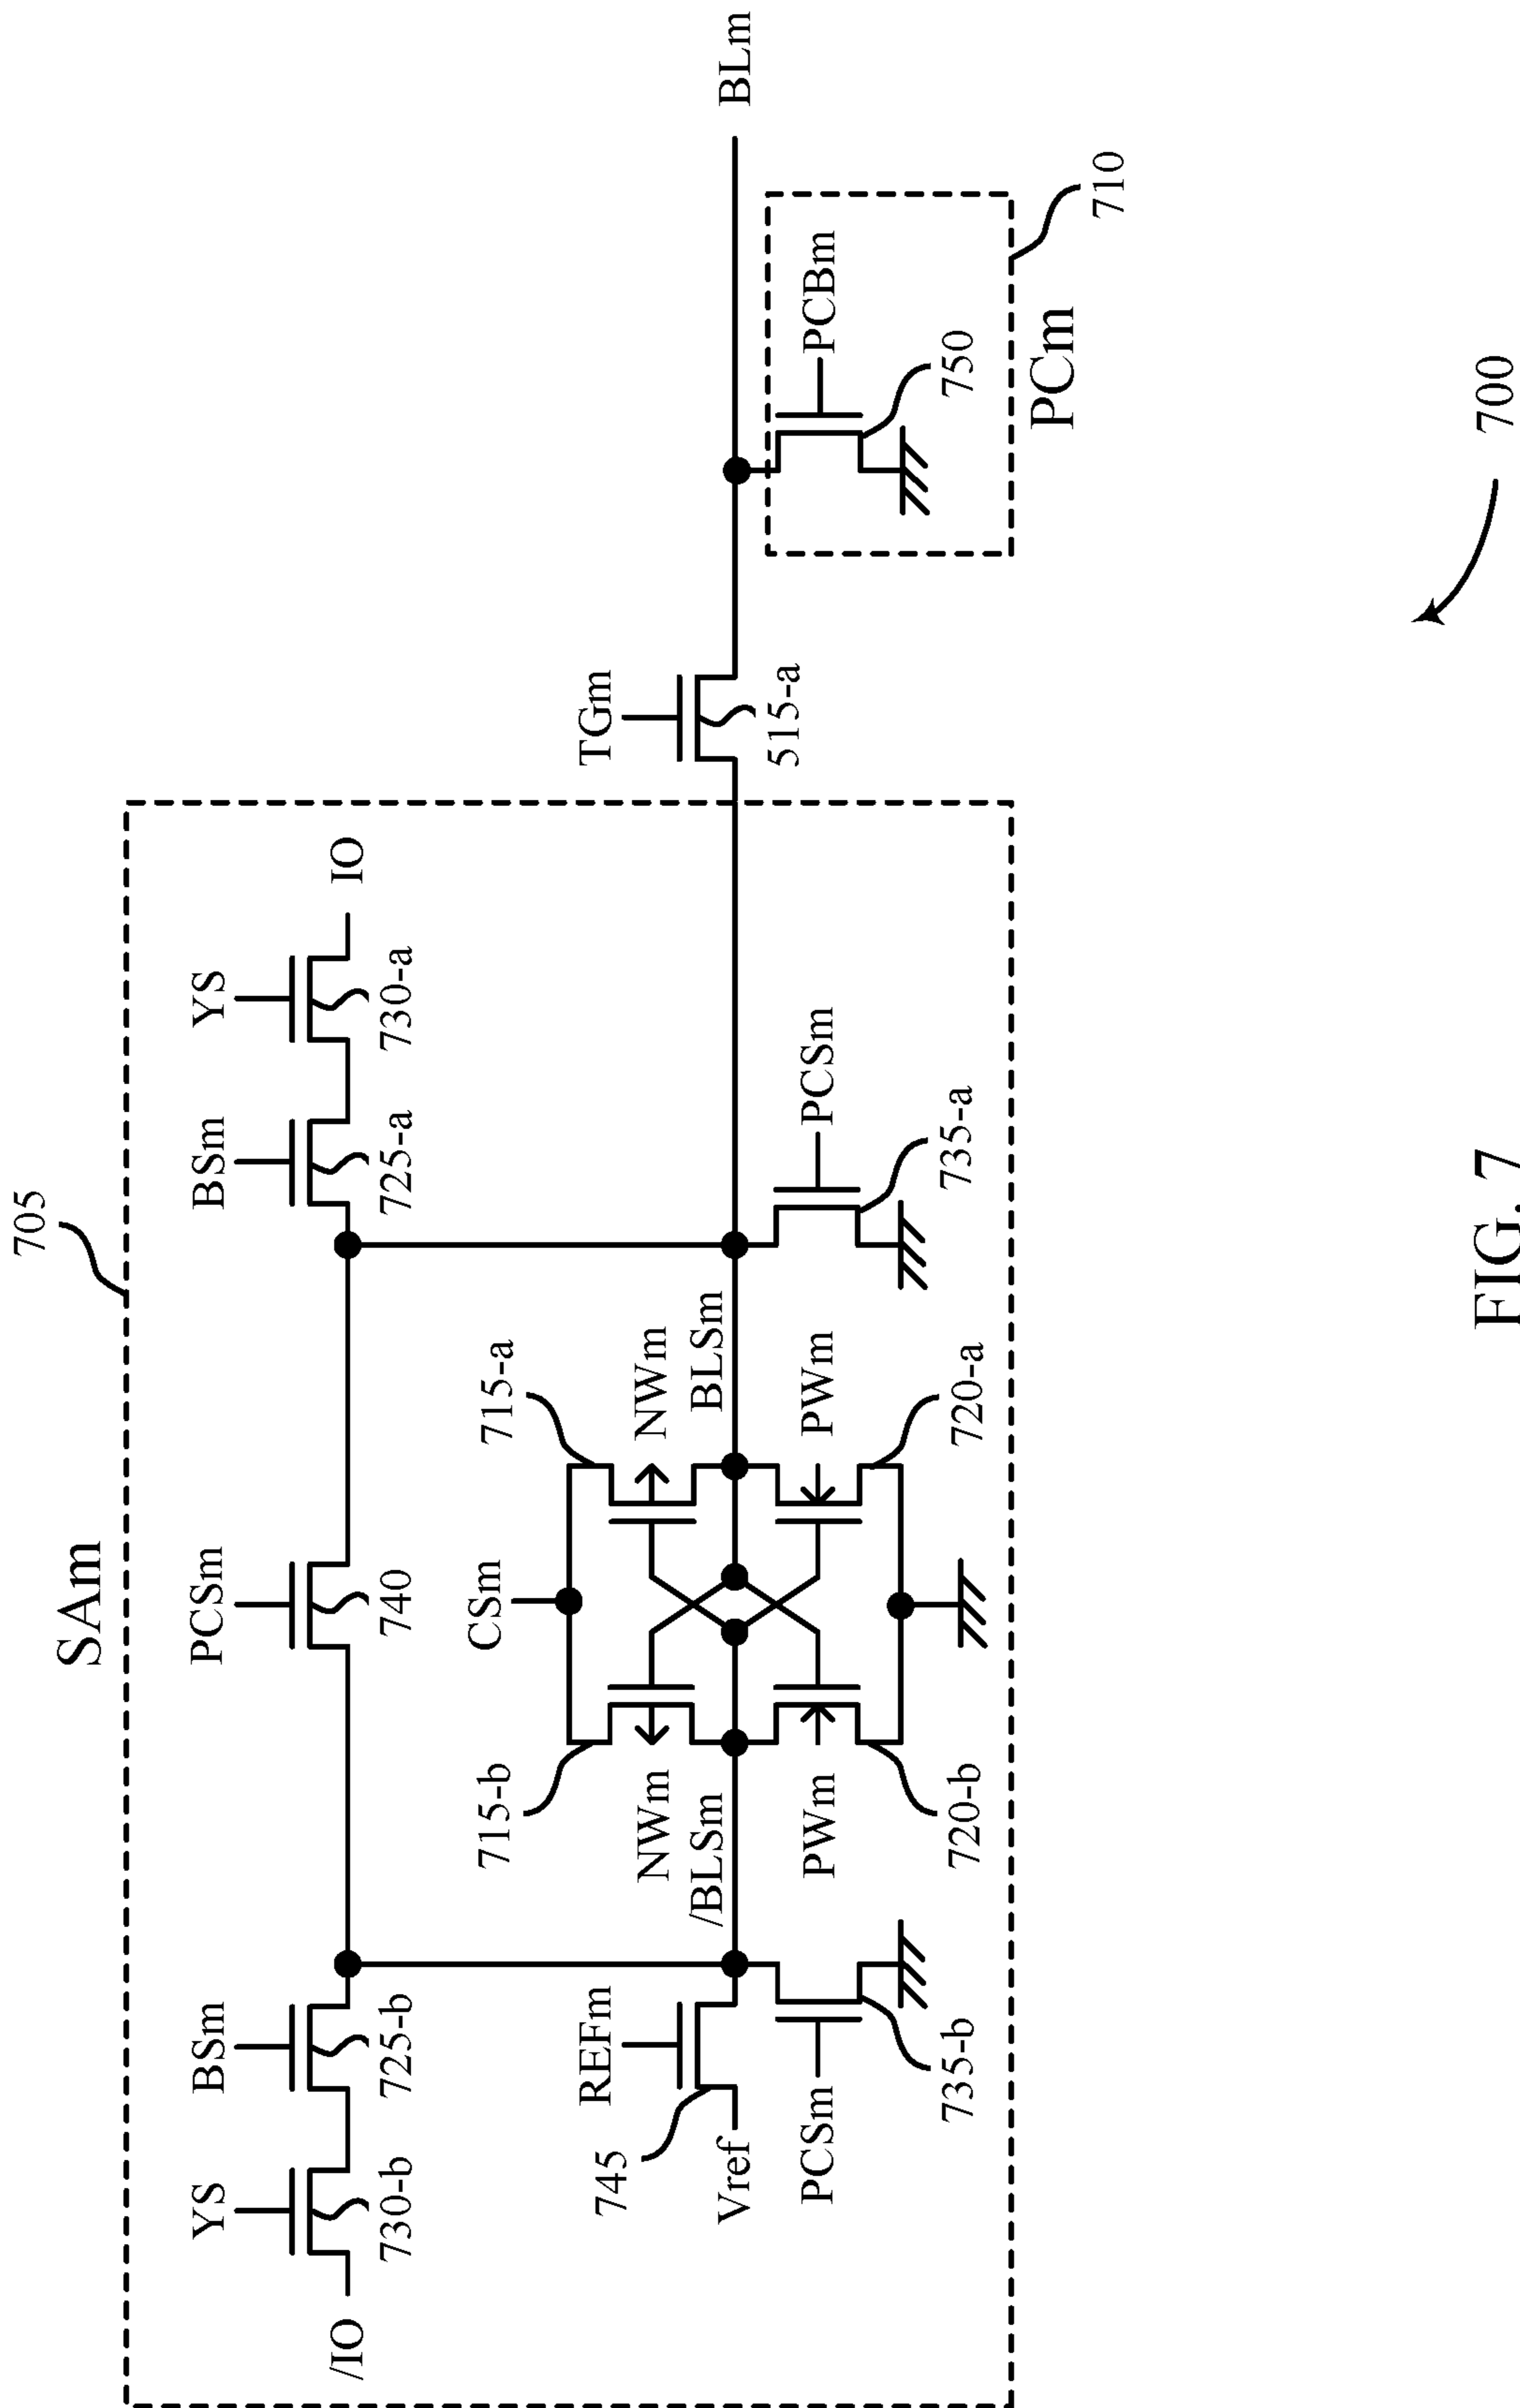 705
SAm
YS
BSm
PCSm
BSm
YS
/IO
730-b
725-b
740
725-a
730-a
IO
CSm
715-b
715-a
745
REFm
TGm
NWm
NWm
/BLSm
BLSm
Vref
515-a
BLm
PCSm
PWm
PWm
PCSm
PCBm
735-b
720-b
720-a
735-a
750
PCm
710
700
FIG. 7